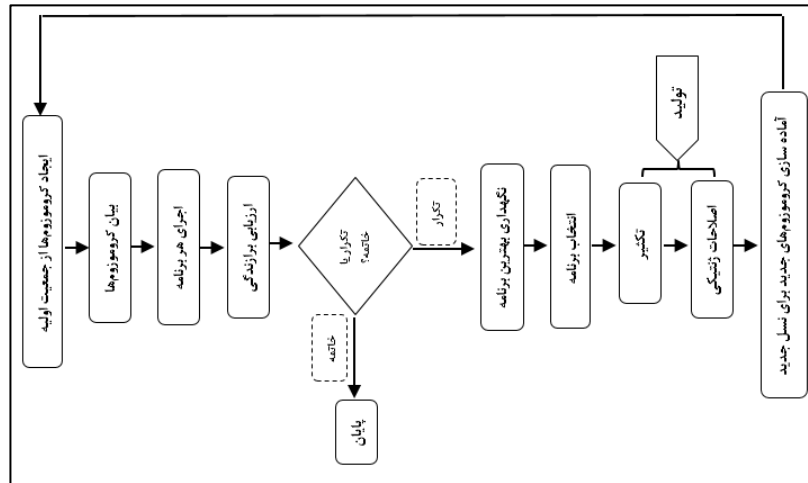 ایجاد کروموزوم‌ها از جمعیت اولیه
بیان کروموزوم‌ها
اجرای هر برنامه
ارزیابی برازندگی
تکرار یا
خاتمه؟
خاتمه
پایان
تکرار
نگهداری بهترین برنامه
انتخاب برنامه
تولید
تکثیر
اصلاحات ژنتیکی
آماده سازی کروموزوم‌های جدید برای نسل جدید